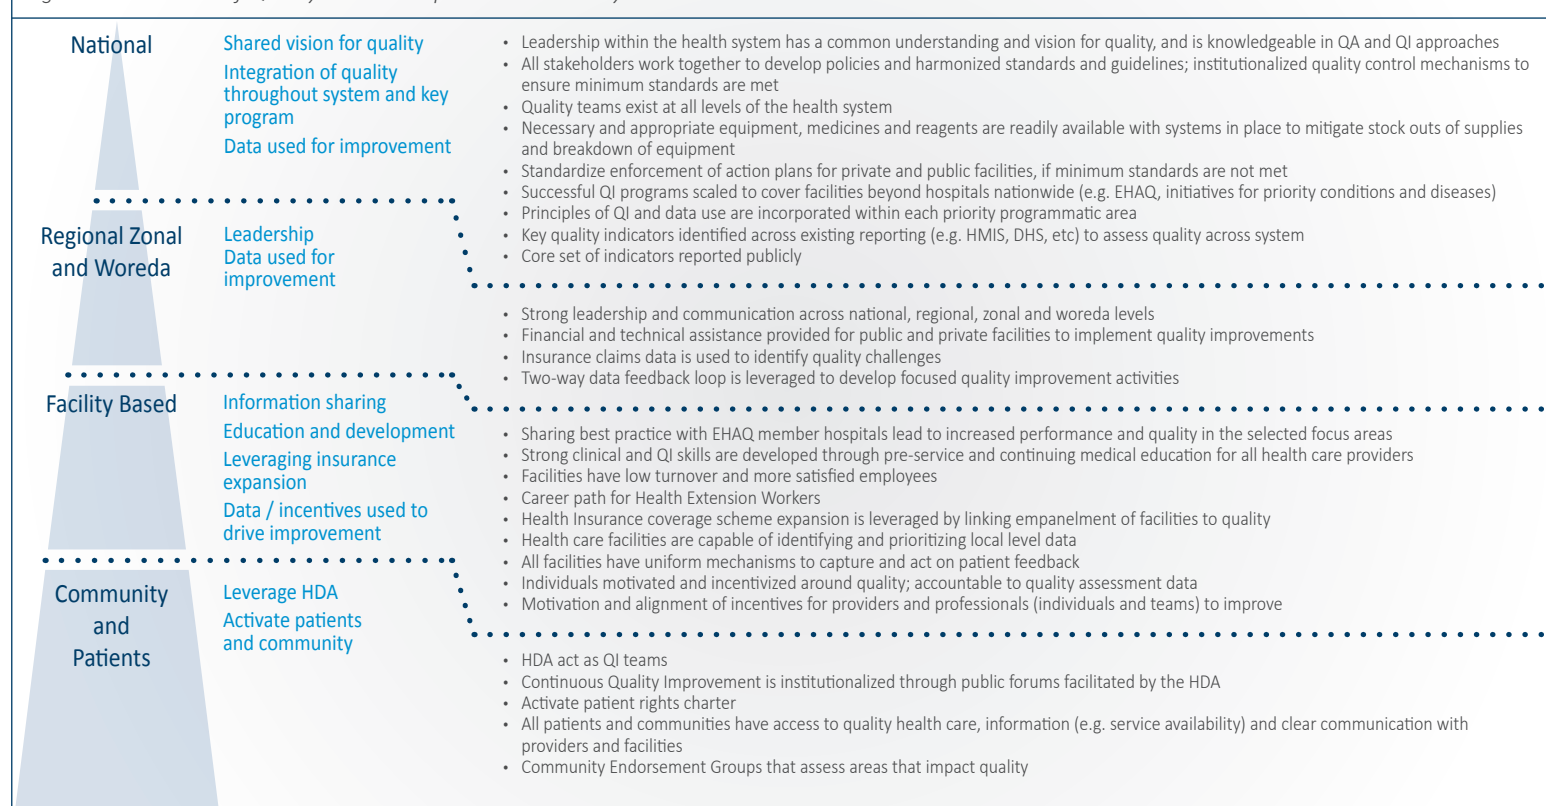 National
Shared vision for quality
Integration of quality
throughout system and key
program
Data used for improvement
• Leadership within the health system has a common understanding and vision for quality, and is knowledgeable in QA and QI approaches
• All stakeholders work together to develop policies and harmonized standards and guidelines; institutionalized quality control mechanisms to
ensure minimum standards are met
• Quality teams exist at all levels of the health system
• Necessary and appropriate equipment, medicines and reagents are readily available with systems in place to mitigate stock outs of supplies
and breakdown of equipment
• Standardize enforcement of action plans for private and public facilities, if minimum standards are not met
• Successful QI programs scaled to cover facilities beyond hospitals nationwide (e.g. EHAQ, initiatives for priority conditions and diseases)
• Principles of QI and data use are incorporated within each priority programmatic area
• Key quality indicators identified across existing reporting (e.g. HMIS, DHS, etc) to assess quality across system
• Core set of indicators reported publicly
Regional Zonal
and Woreda
Leadership
Data used for
improvement
• Strong leadership and communication across national, regional, zonal and woreda levels
• Financial and technical assistance provided for public and private facilities to implement quality improvements
• Insurance claims data is used to identify quality challenges
• Two-way data feedback loop is leveraged to develop focused quality improvement activities
Facility Based
Information sharing
Education and development
Leveraging insurance
expansion
Data / incentives used to
drive improvement
• Sharing best practice with EHAQ member hospitals lead to increased performance and quality in the selected focus areas
• Strong clinical and QI skills are developed through pre-service and continuing medical education for all health care providers
• Facilities have low turnover and more satisfied employees
• Career path for Health Extension Workers
• Health Insurance coverage scheme expansion is leveraged by linking empanelment of facilities to quality
• Health care facilities are capable of identifying and prioritizing local level data
• All facilities have uniform mechanisms to capture and act on patient feedback
• Individuals motivated and incentivized around quality; accountable to quality assessment data
• Motivation and alignment of incentives for providers and professionals (individuals and teams) to improve
Community
and
Patients
Leverage HDA
Activate patients
and community
• HDA act as QI teams
• Continuous Quality Improvement is institutionalized through public forums facilitated by the HDA
• Activate patient rights charter
• All patients and communities have access to quality health care, information (e.g. service availability) and clear communication with
providers and facilities
• Community Endorsement Groups that assess areas that impact quality